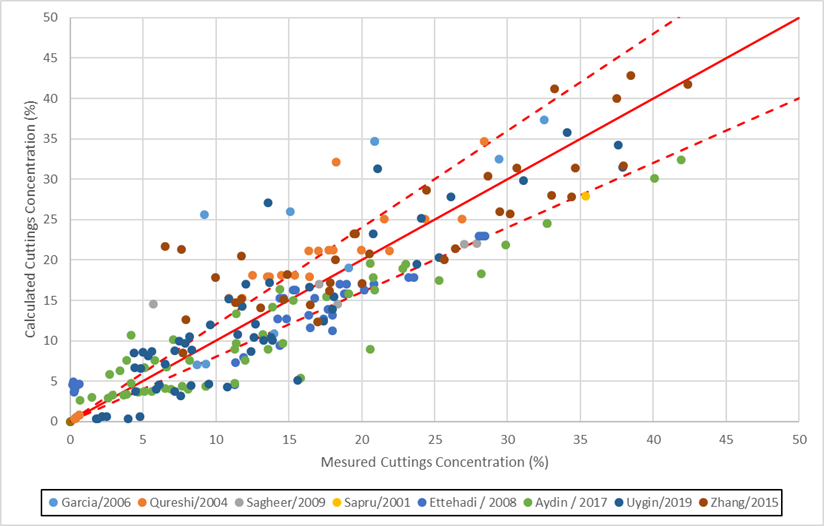 50
45
40
35
30
25
20
15
10
5
0
Calculated Cuttings Concentration (%)
0 5 10 15 20 25 30 35 40 45 50
Mesured Cuttings Concentration (%)
Garcia/2006 Qureshi/2004 Sagheer/2009 Sapru/2001 Ettehadi / 2008 Aydin / 2017 Uygin/2019 Zhang/2015